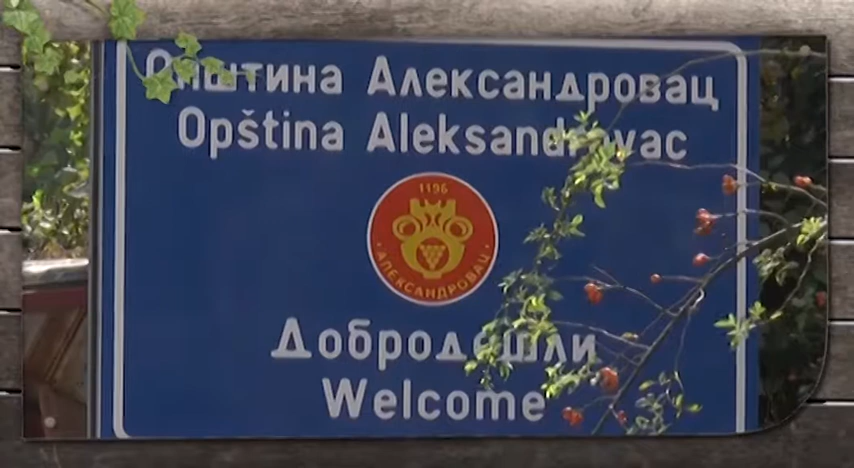 Општина Александровац
Opština Aleksandrovac
1196
АЛЕКСАНДРОВАЦ
Добродошли
Welcome